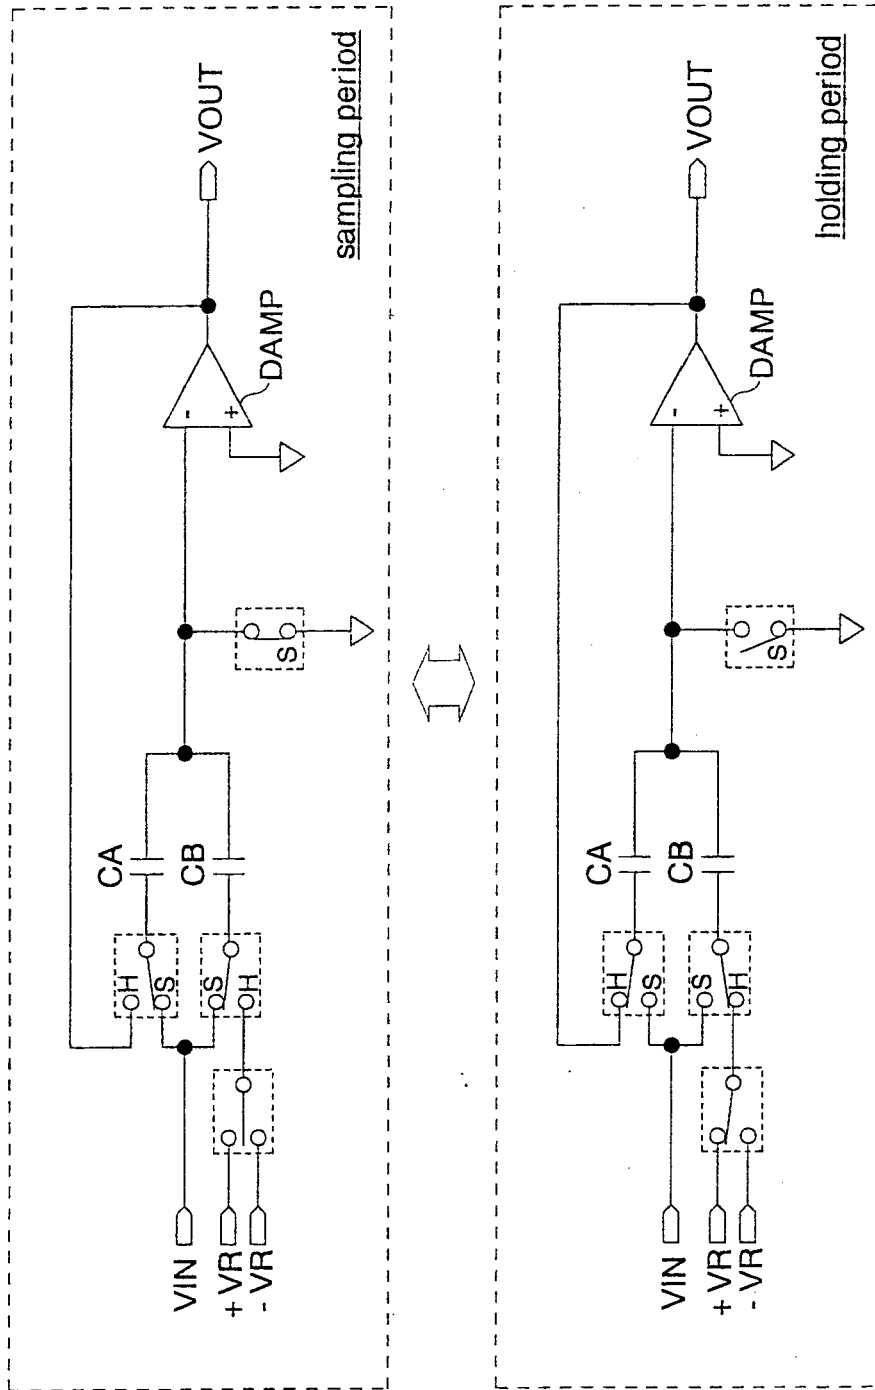 VOUT
sampling period
DAMP
-
+
S
CA
CB
H
S
S
H
VIN
+ VR
- VR
VOUT
holding period
DAMP
-
+
S
CA
CB
H
S
S
H
VIN
+ VR
- VR